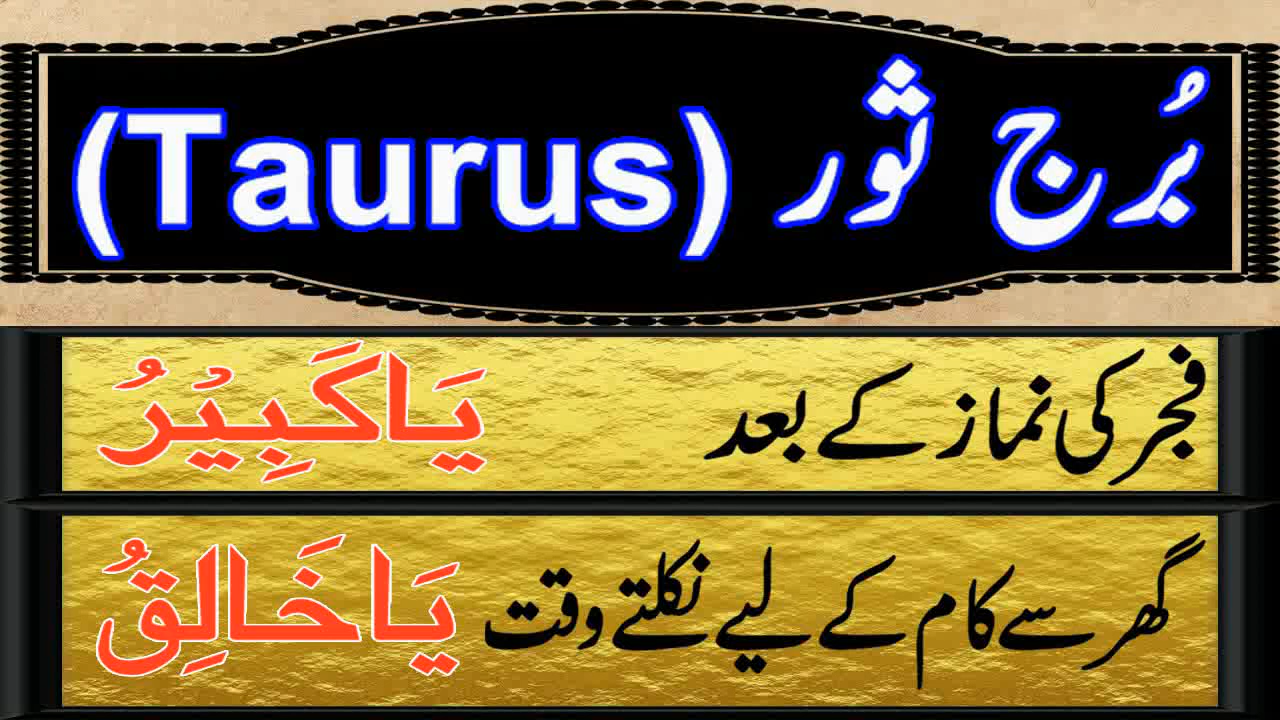 بُرج ثور (Taurus)
فجر کی نماز کے بعد یَاکَبِیْرُ
گھر سے کام کے لیے نکلتے وقت یَاخَالِقُ